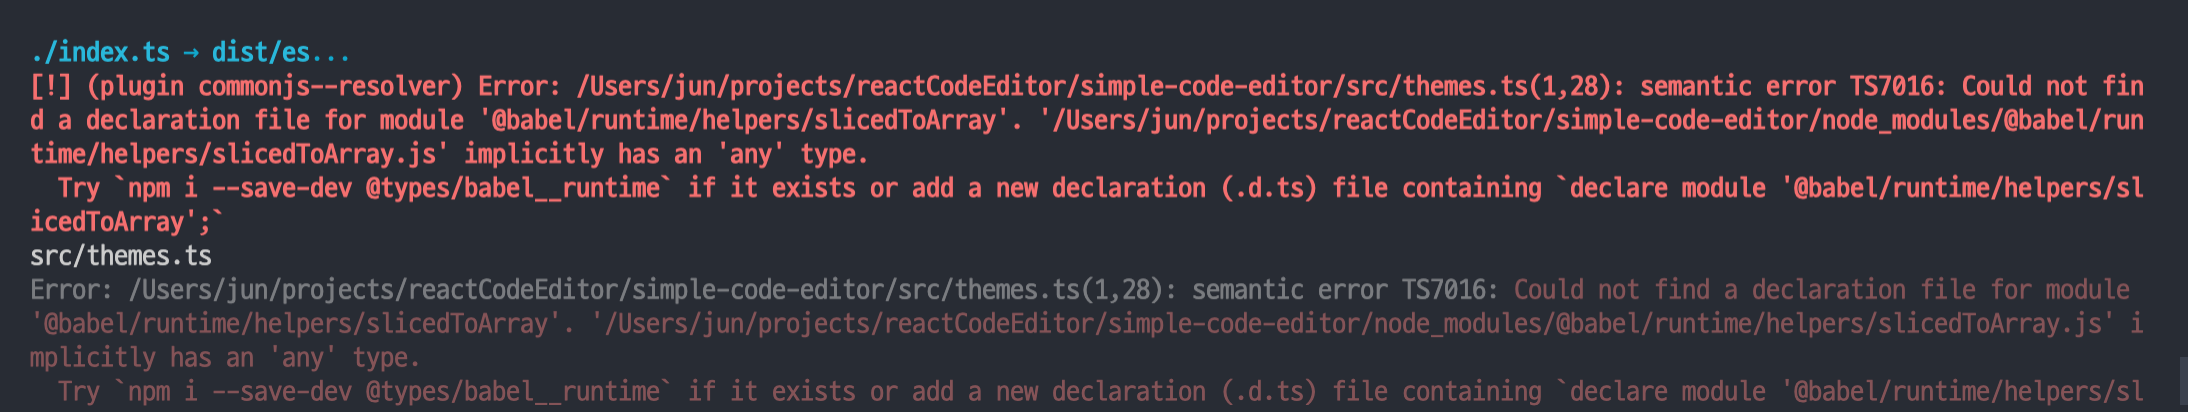 ./index.ts → dist/es...
[!] (plugin commonjs--resolver) Error: /Users/jun/projects/reactCodeEditor/simple-code-editor/src/themes.ts(1,28): semantic error TS7016: Could not fin
d a declaration file for module '@babel/runtime/helpers/slicedToArray'. '/Users/jun/projects/reactCodeEditor/simple-code-editor/node_modules/@babel/run
time/helpers/slicedToArray.js' implicitly has an 'any' type.
  Try `npm i --save-dev @types/babel__runtime` if it exists or add a new declaration (.d.ts) file containing `declare module '@babel/runtime/helpers/sl
icedToArray';`
src/themes.ts
Error: /Users/jun/projects/reactCodeEditor/simple-code-editor/src/themes.ts(1,28): semantic error TS7016: Could not find a declaration file for module
'@babel/runtime/helpers/slicedToArray'. '/Users/jun/projects/reactCodeEditor/simple-code-editor/node_modules/@babel/runtime/helpers/slicedToArray.js' i
mplicitly has an 'any' type.
  Try `npm i --save-dev @types/babel__runtime` if it exists or add a new declaration (.d.ts) file containing `declare module '@babel/runtime/helpers/sl